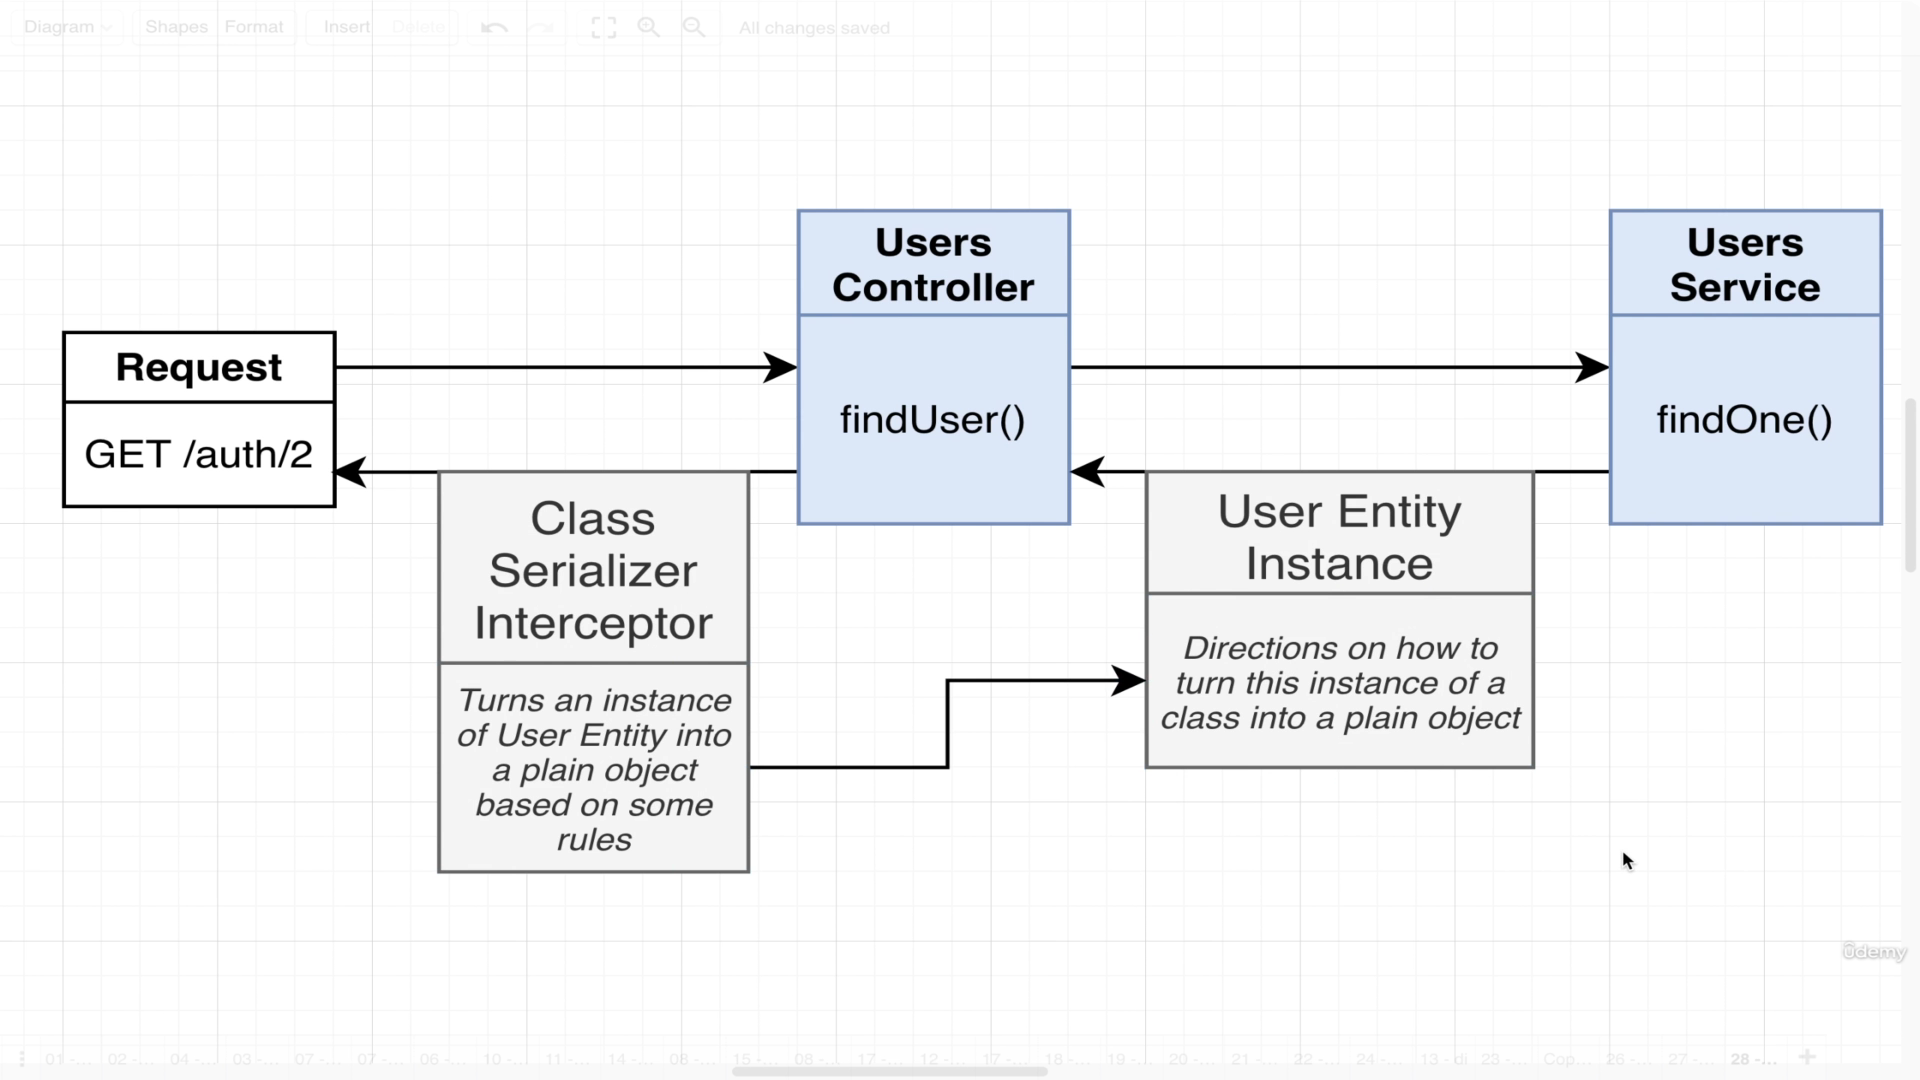 Diagram
Shapes
Format
Insert
Delete
All changes saved
Users
Controller
findUser()
Users
Service
findOne()
Request
GET /auth/2
Class
Serializer
Interceptor
Turns an instance
of User Entity into
a plain object
based on some
rules
User Entity
Instance
Directions on how to
turn this instance of a
class into a plain object
ûdemy
01 -...
02 -...
04 -...
03 -...
07 -...
07 -...
06 -...
10 -...
11 -...
14 -...
08 -...
15 -...
08 -...
17 -...
12 -...
17 -...
18 -...
19 -...
20 -...
21 -...
22 -...
24 -...
13 - di
23 -...
Cop...
26 -...
27 -...
28 -...